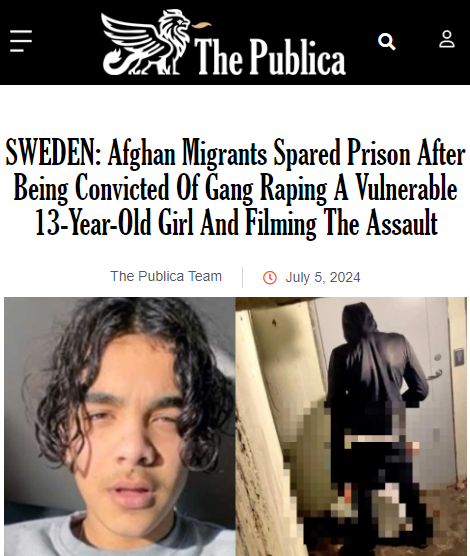 The Publica
SWEDEN: Afghan Migrants Spared Prison After
Being Convicted Of Gang Raping A Vulnerable
13-Year-Old Girl And Filming The Assault
The Publica Team
July 5, 2024